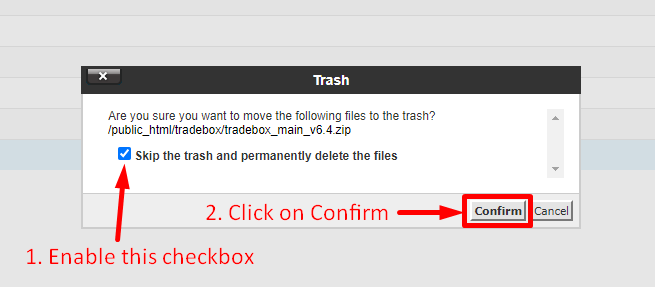 Trash
Are you sure you want to move the following files to the trash?
/public_html/tradebox/tradebox_main_v6.4.zip
Skip the trash and permanently delete the files
2. Click on Confirm
Confirm
Cancel
1. Enable this checkbox